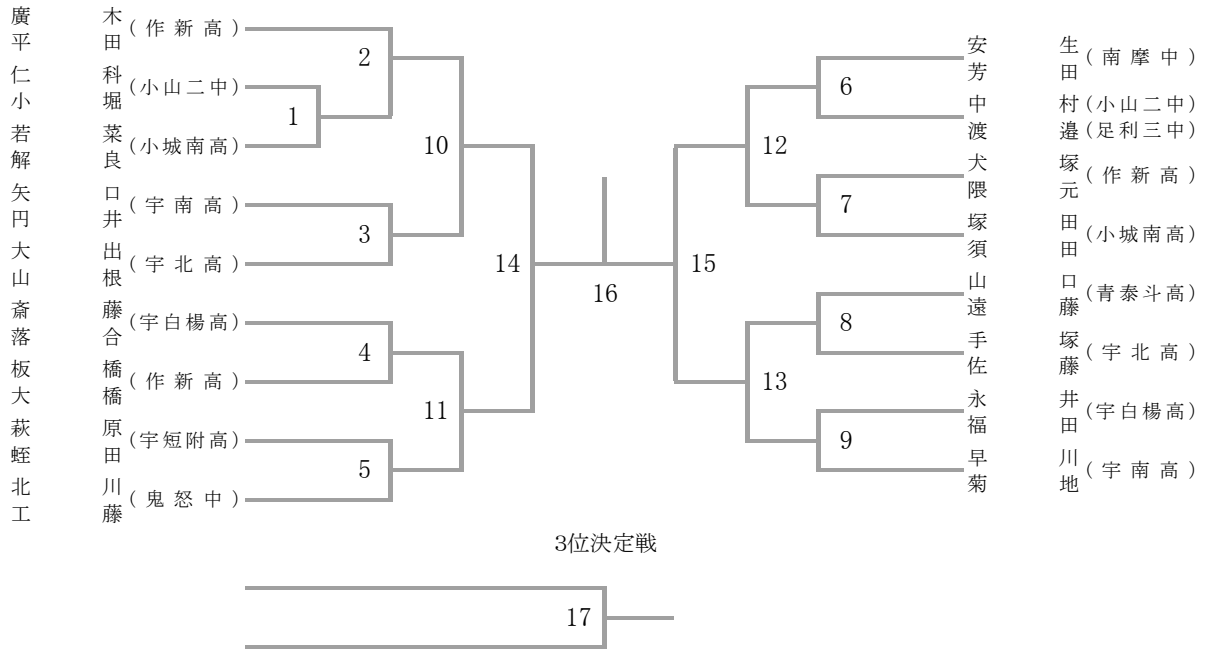 廣木
平田
(作新高)
仁科
小堀
(小山二中)
若菜
解良
(小城南高)
矢口
円井
(宇南高)
大出
山根
(宇北高)
斎藤
落合
(宇白楊高)
板橋
大橋
(作新高)
萩原
蛭田
(宇短附高)
北川
工藤
(鬼怒中)
1
2
3
4
5
10
11
14
16
15
12
13
6
7
8
9
安生
芳田
(南摩中)
中村(小山二中)
渡邉(足利三中)
犬塚
隈元
(作新高)
塚田
須田
(小城南高)
山口
遠藤
(青泰斗高)
手塚
佐藤
(宇北高)
永井
福田
(宇白楊高)
早川
菊地
(宇南高)
3位決定戦
17